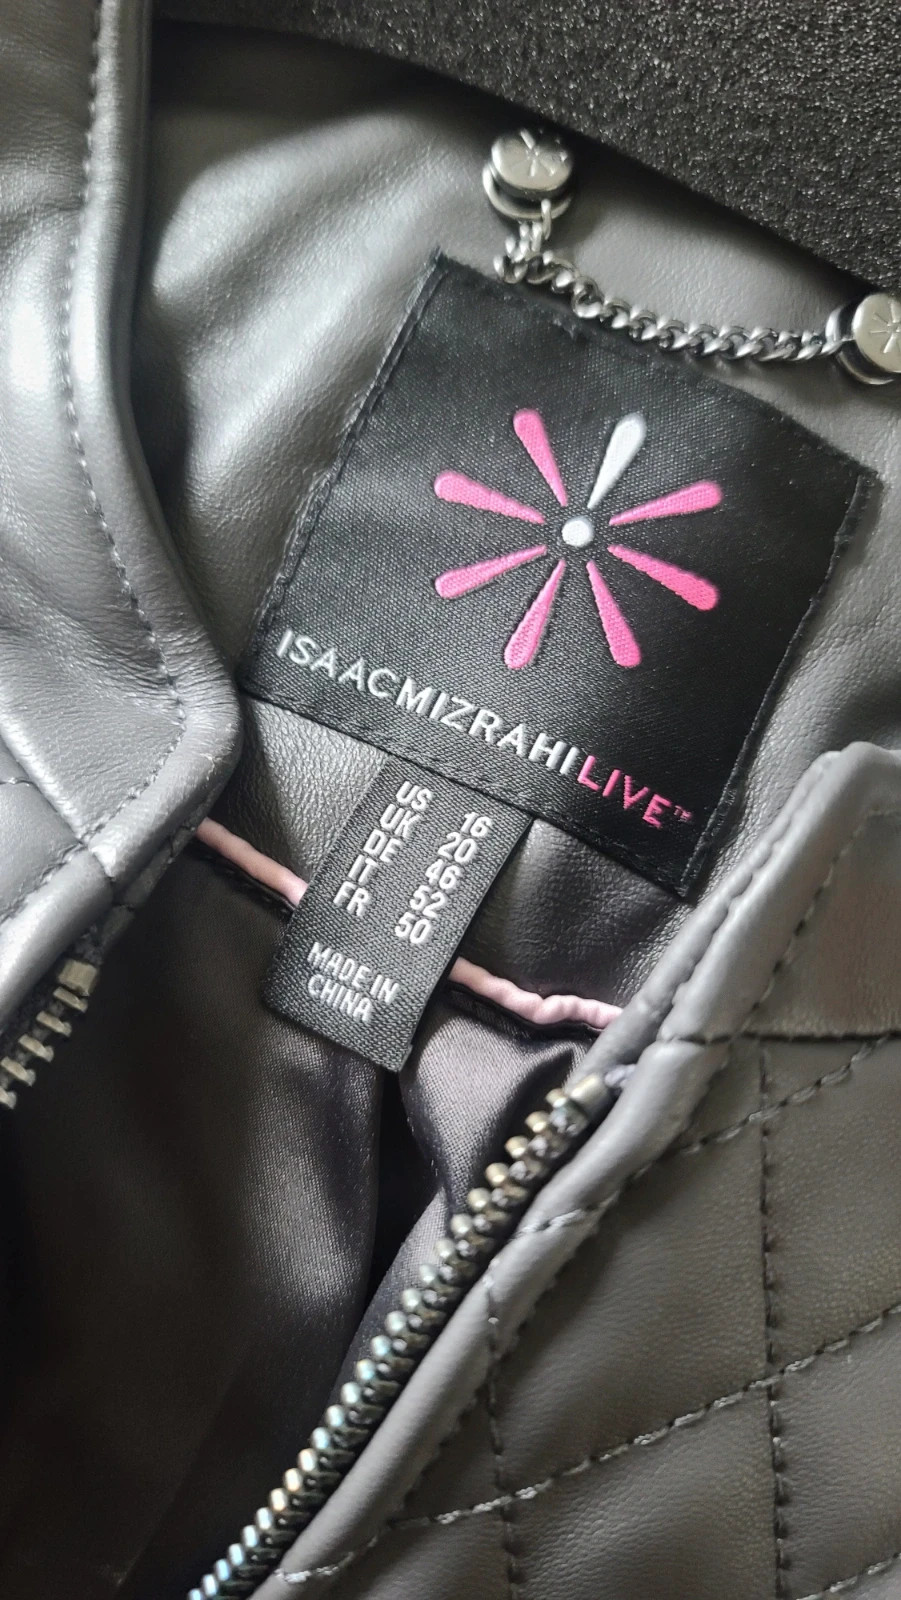 ISAACMIZRAHILIVE™
US 16
UK 20
DE 46
IT 52
FR 50
MADE IN
CHINA